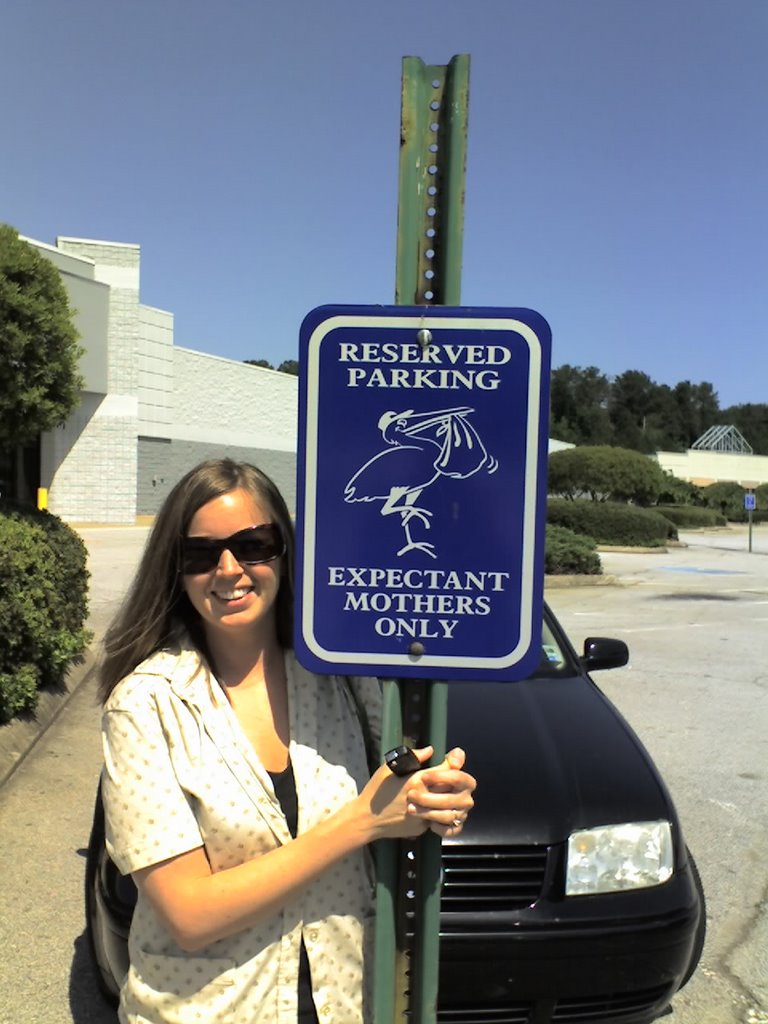 RESERVED
PARKING
EXPECTANT
MOTHERS
ONLY